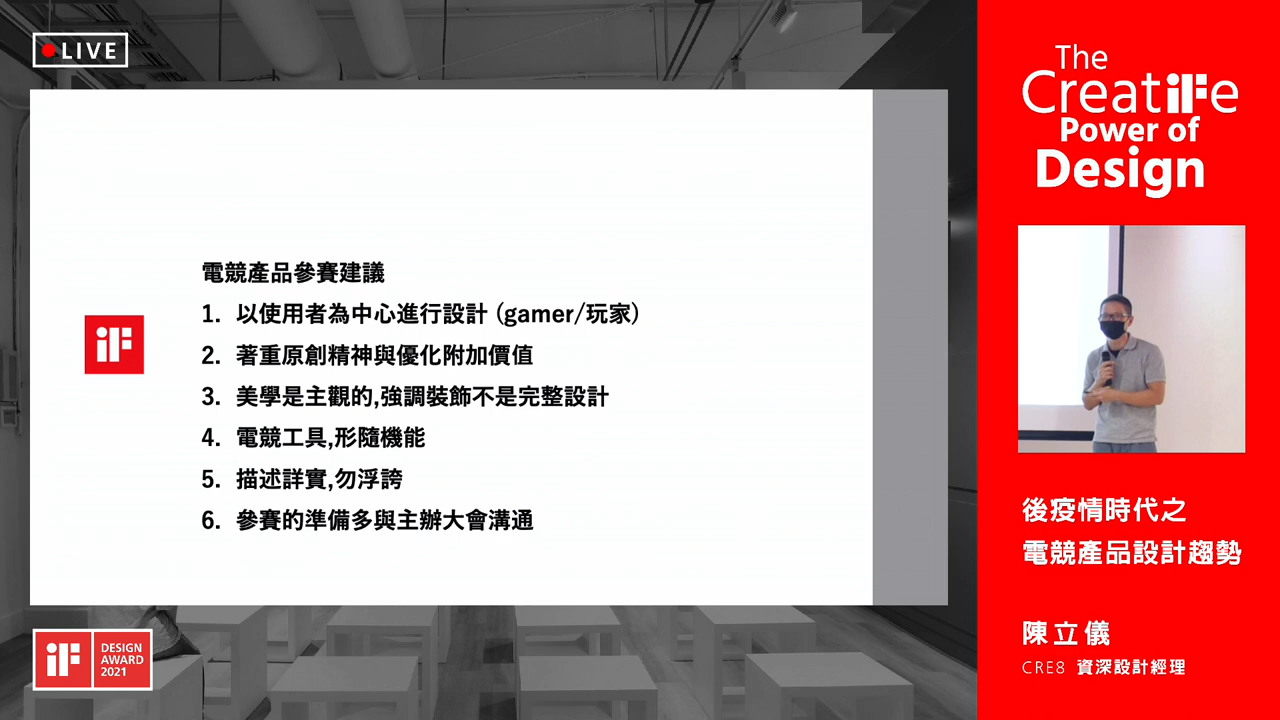 LIVE
電競產品參賽建議
1. 以使用者為中心進行設計 (gamer/玩家)
2. 著重原創精神與優化附加價值
3. 美學是主觀的,強調裝飾不是完整設計
4. 電競工具,形隨機能
5. 描述詳實,勿浮誇
6. 參賽的準備多與主辦大會溝通
iF
iF
DESIGN
AWARD
2021
The
Creatife
Power of
Design
後疫情時代之
電競產品設計趨勢
陳立儀
CRE8 資深設計經理